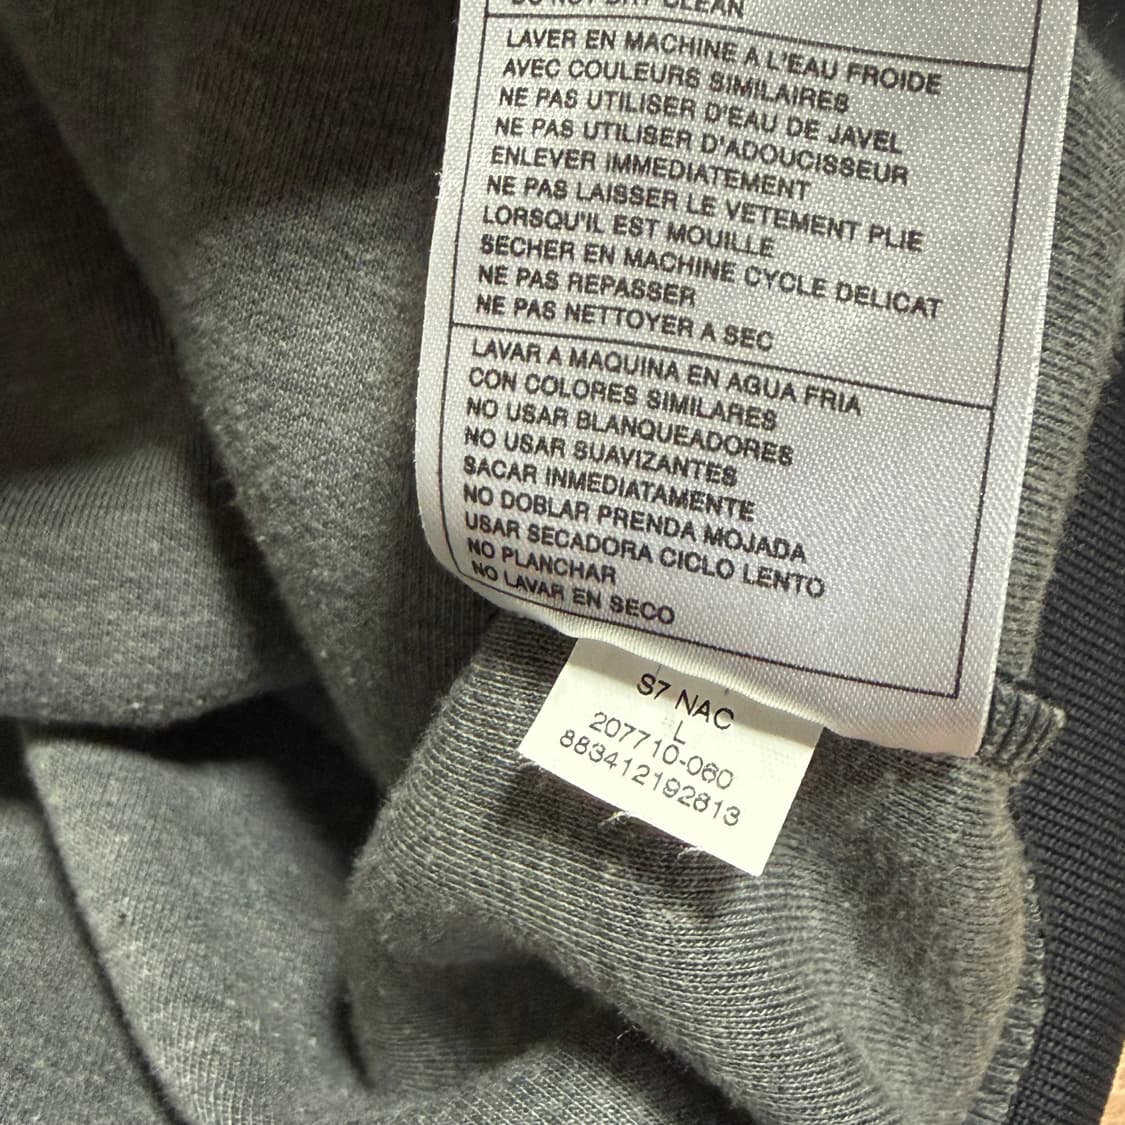 DO NOT DRY CLEAN
LAVER EN MACHINE A L'EAU FROIDE
AVEC COULEURS SIMILAIRES
NE PAS UTILISER D'EAU DE JAVEL
NE PAS UTILISER D'ADOUCISSEUR
ENLEVER IMMEDIATEMENT
NE PAS LAISSER LE VETEMENT PLIE
LORSQU'IL EST MOUILLE
SECHER EN MACHINE CYCLE DELICAT
NE PAS REPASSER
NE PAS NETTOYER A SEC
LAVAR A MAQUINA EN AGUA FRIA
CON COLORES SIMILARES
NO USAR BLANQUEADORES
NO USAR SUAVIZANTES
SACAR INMEDIATAMENTE
NO DOBLAR PRENDA MOJADA
USAR SECADORA CICLO LENTO
NO PLANCHAR
NO LAVAR EN SECO
S7 NAC
L
207710-060
883412192813